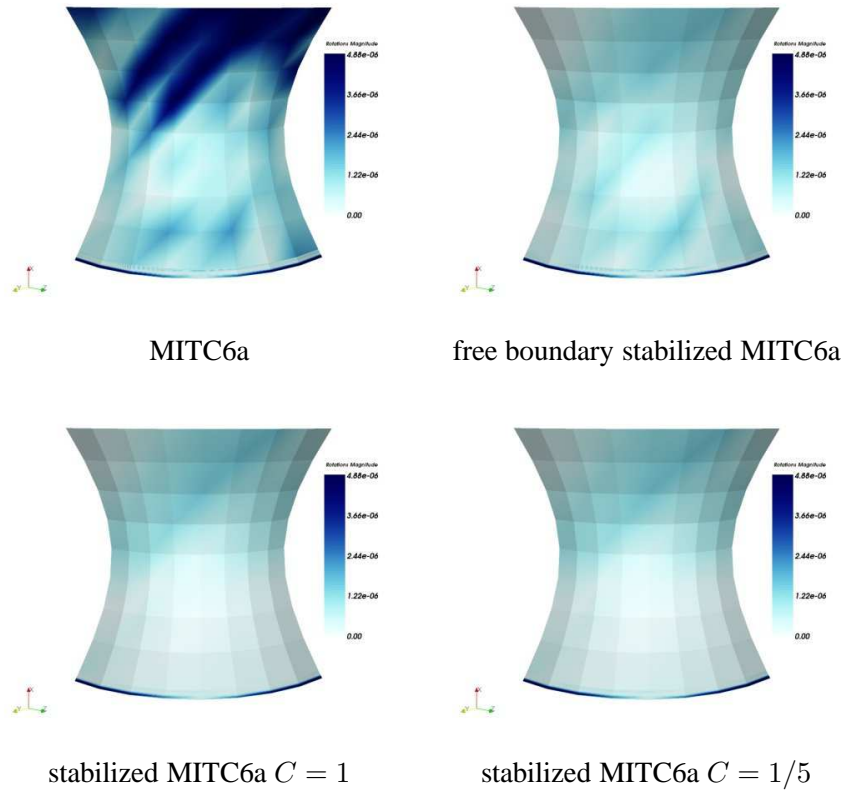 Rotations Magnitude
4.88e-06
3.66e-06
2.44e-06
1.22e-06
0.00
X
Y
Z
MITC6a
Rotations Magnitude
4.88e-06
3.66e-06
2.44e-06
1.22e-06
0.00
X
Y
Z
free boundary stabilized MITC6a
Rotations Magnitude
4.88e-06
3.66e-06
2.44e-06
1.22e-06
0.00
X
Y
Z
stabilized MITC6a C = 1
Rotations Magnitude
4.88e-06
3.66e-06
2.44e-06
1.22e-06
0.00
X
Y
Z
stabilized MITC6a C = 1/5